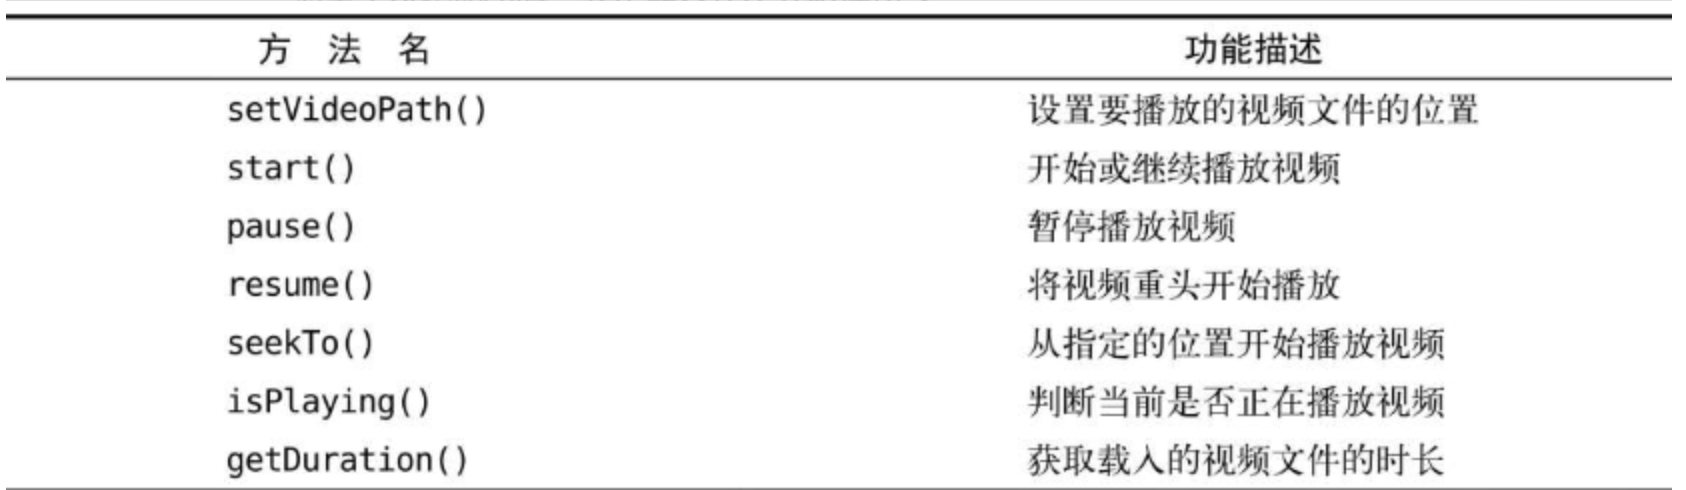 方 法 名 功能描述
setVideoPath() 设置要播放的视频文件的位置
start() 开始或继续播放视频
pause() 暂停播放视频
resume() 将视频重头开始播放
seekTo() 从指定的位置开始播放视频
isPlaying() 判断当前是否正在播放视频
getDuration() 获取载入的视频文件的时长